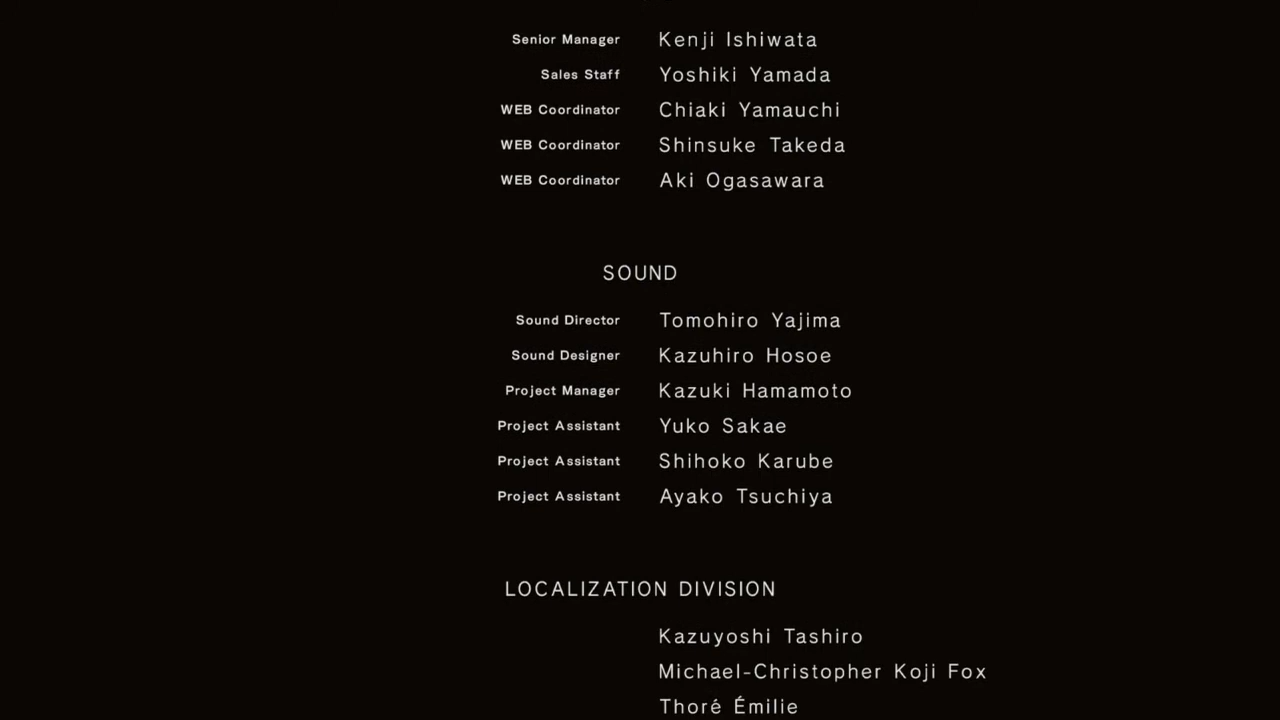 Senior Manager Kenji Ishiwata
Sales Staff Yoshiki Yamada
WEB Coordinator Chiaki Yamauchi
WEB Coordinator Shinsuke Takeda
WEB Coordinator Aki Ogasawara
SOUND
Sound Director Tomohiro Yajima
Sound Designer Kazuhiro Hosoe
Project Manager Kazuki Hamamoto
Project Assistant Yuko Sakae
Project Assistant Shihoko Karube
Project Assistant Ayako Tsuchiya
LOCALIZATION DIVISION
Kazuyoshi Tashiro
Michael-Christopher Koji Fox
Thoré Émilie